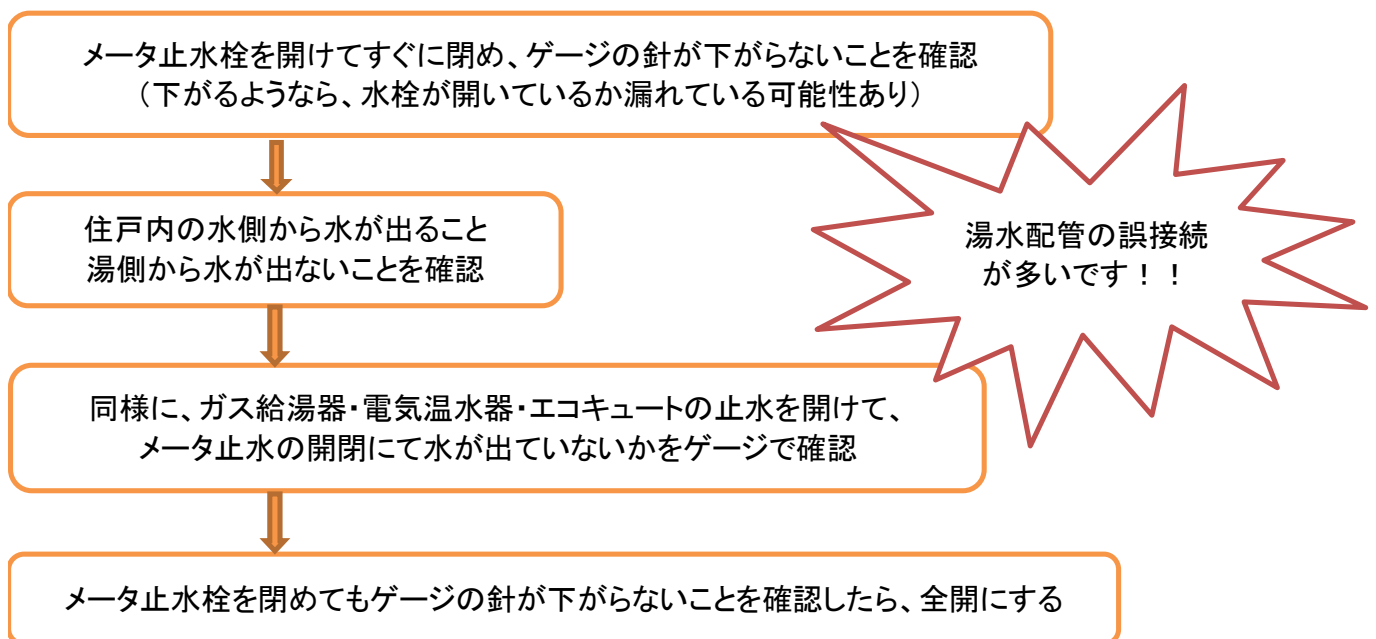 メータ止水栓を開けてすぐに閉め、ゲージの針が下がらないことを確認
（下がるようなら、水栓が開いているか漏れている可能性あり）
住戸内の水側から水が出ること
湯側から水が出ないことを確認
湯水配管の誤接続
が多いです！！
同様に、ガス給湯器・電気温水器・エコキュートの止水を開けて、
メータ止水の開閉にて水が出ていないかをゲージで確認
メータ止水栓を閉めてもゲージの針が下がらないことを確認したら、全開にする